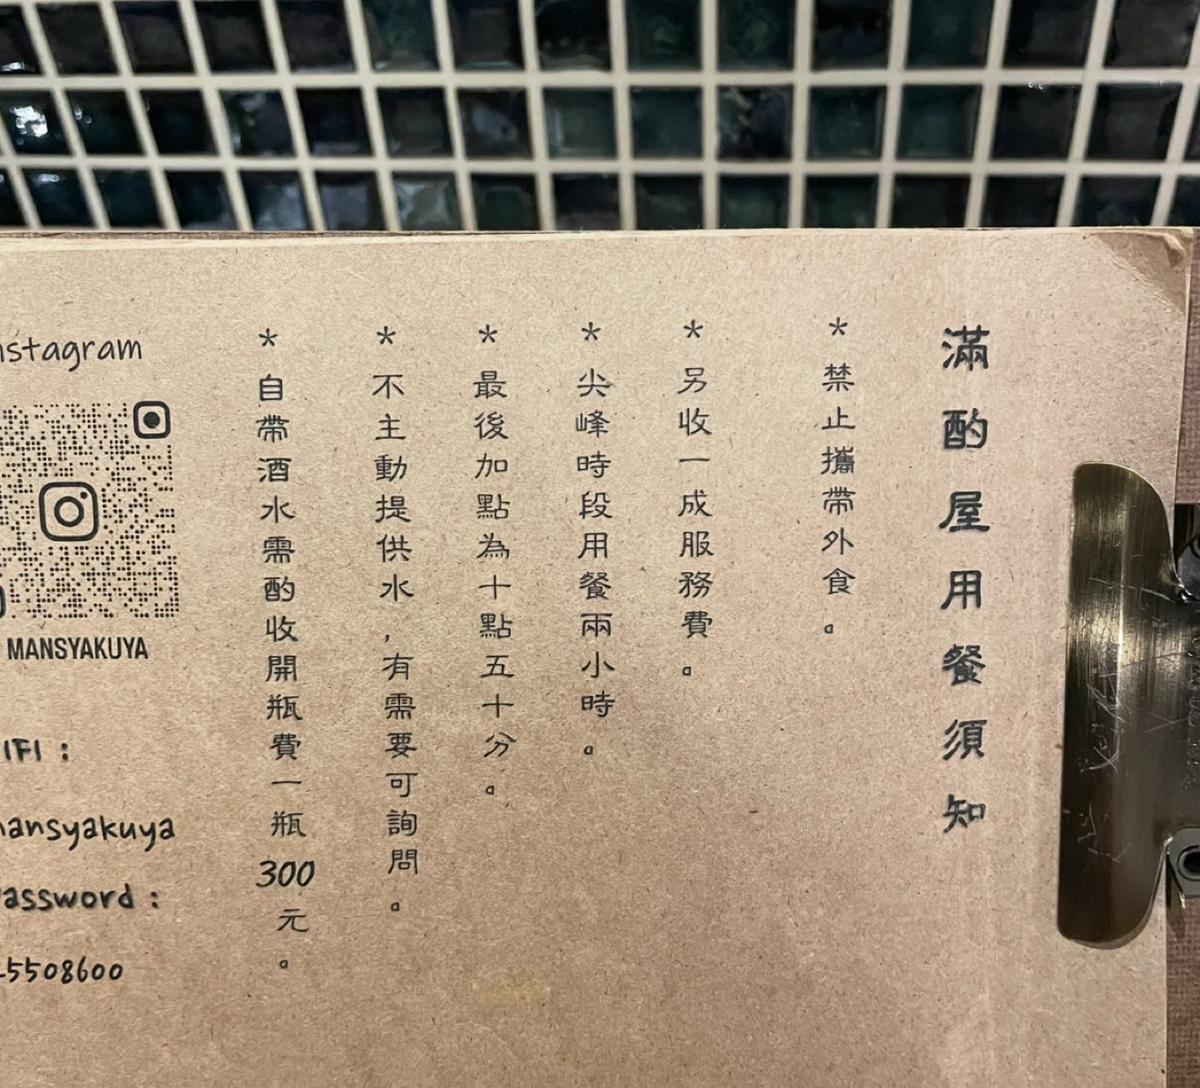 滿酌屋用餐須知
*禁止攜帶外食。
*另收一成服務費。
*尖峰時段用餐兩小時。
*最後加點為十點五十分。
*不主動提供水,有需要可詢問。
*自帶酒水需酌收開瓶費一瓶300元。
nstagram
MANSYAKUYA
IFI :
mansyakuya
assword :
5508600